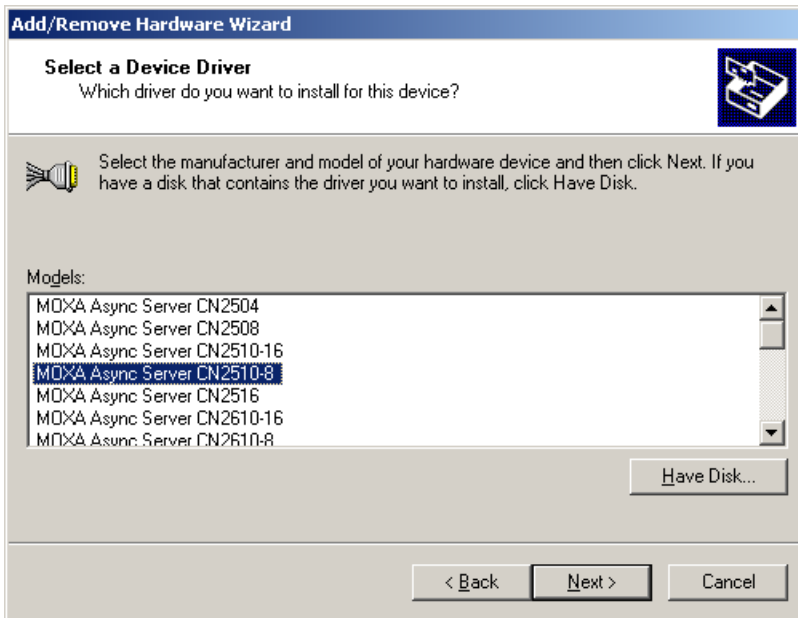 Add/Remove Hardware Wizard
Select a Device Driver
Which driver do you want to install for this device?
Select the manufacturer and model of your hardware device and then click Next. If you
have a disk that contains the driver you want to install, click Have Disk.
Models:
MOXA Async Server CN2504
MOXA Async Server CN2508
MOXA Async Server CN2510-16
MOXA Async Server CN2510-8
MOXA Async Server CN2516
MOXA Async Server CN2610-16
MOXA Async Server CN2610-8
Have Disk...
< Back Next > Cancel